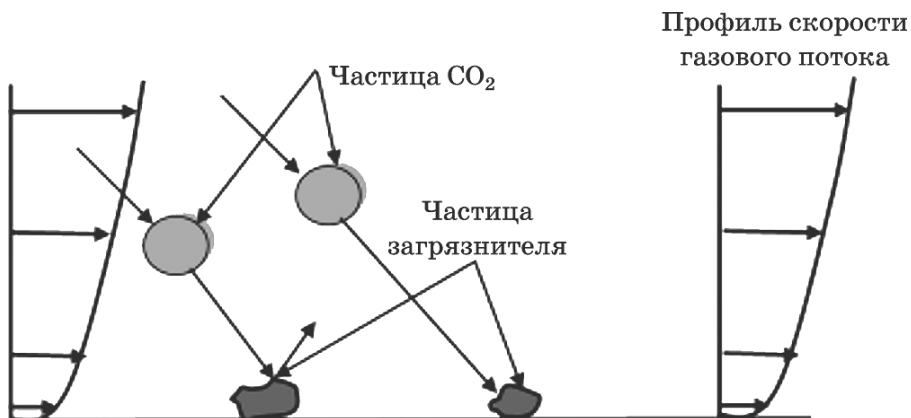 Профиль скорости
газового потока
Частица CO₂
Частица
загрязнителя